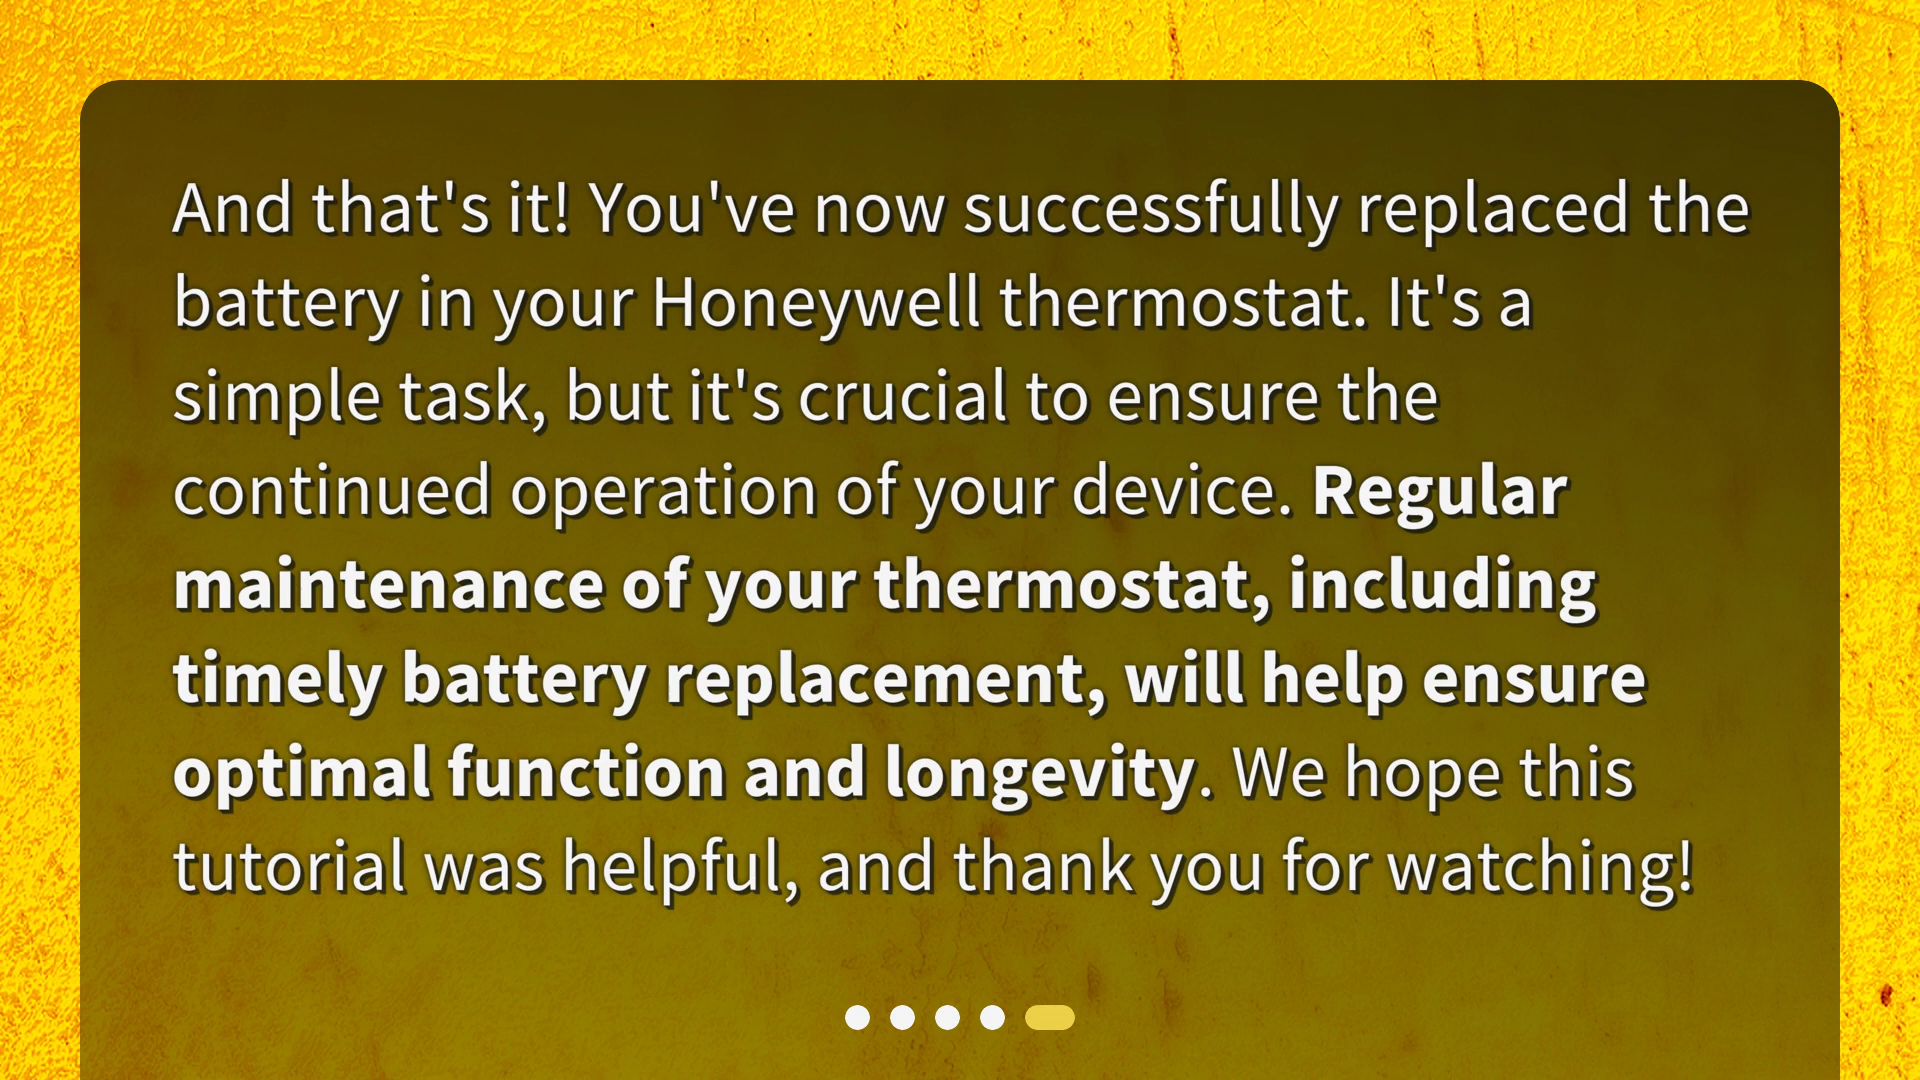 And that's it! You've now successfully replaced the
battery in your Honeywell thermostat. It's a
simple task, but it's crucial to ensure the
continued operation of your device. Regular
maintenance of your thermostat, including
timely battery replacement, will help ensure
optimal function and longevity. We hope this
tutorial was helpful, and thank you for watching!